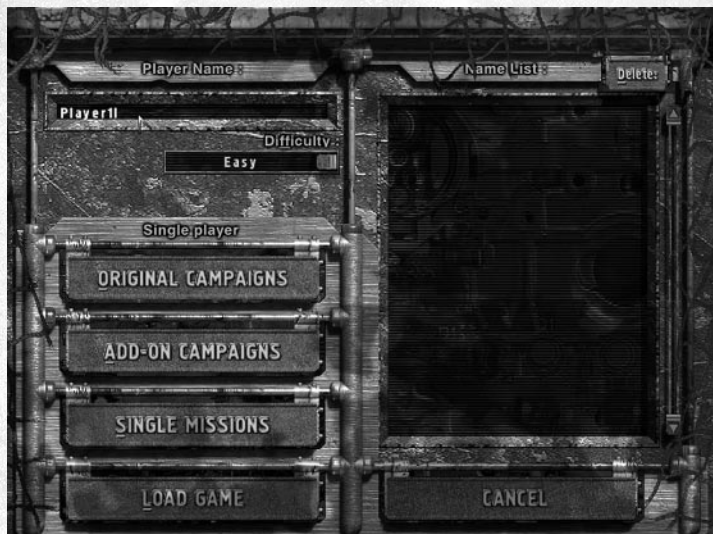 Player Name :
Player1
Difficulty :
Easy
Single player
ORIGINAL CAMPAIGNS
ADD-ON CAMPAIGNS
SINGLE MISSIONS
LOAD GAME
Name List :
Delete:
CANCEL